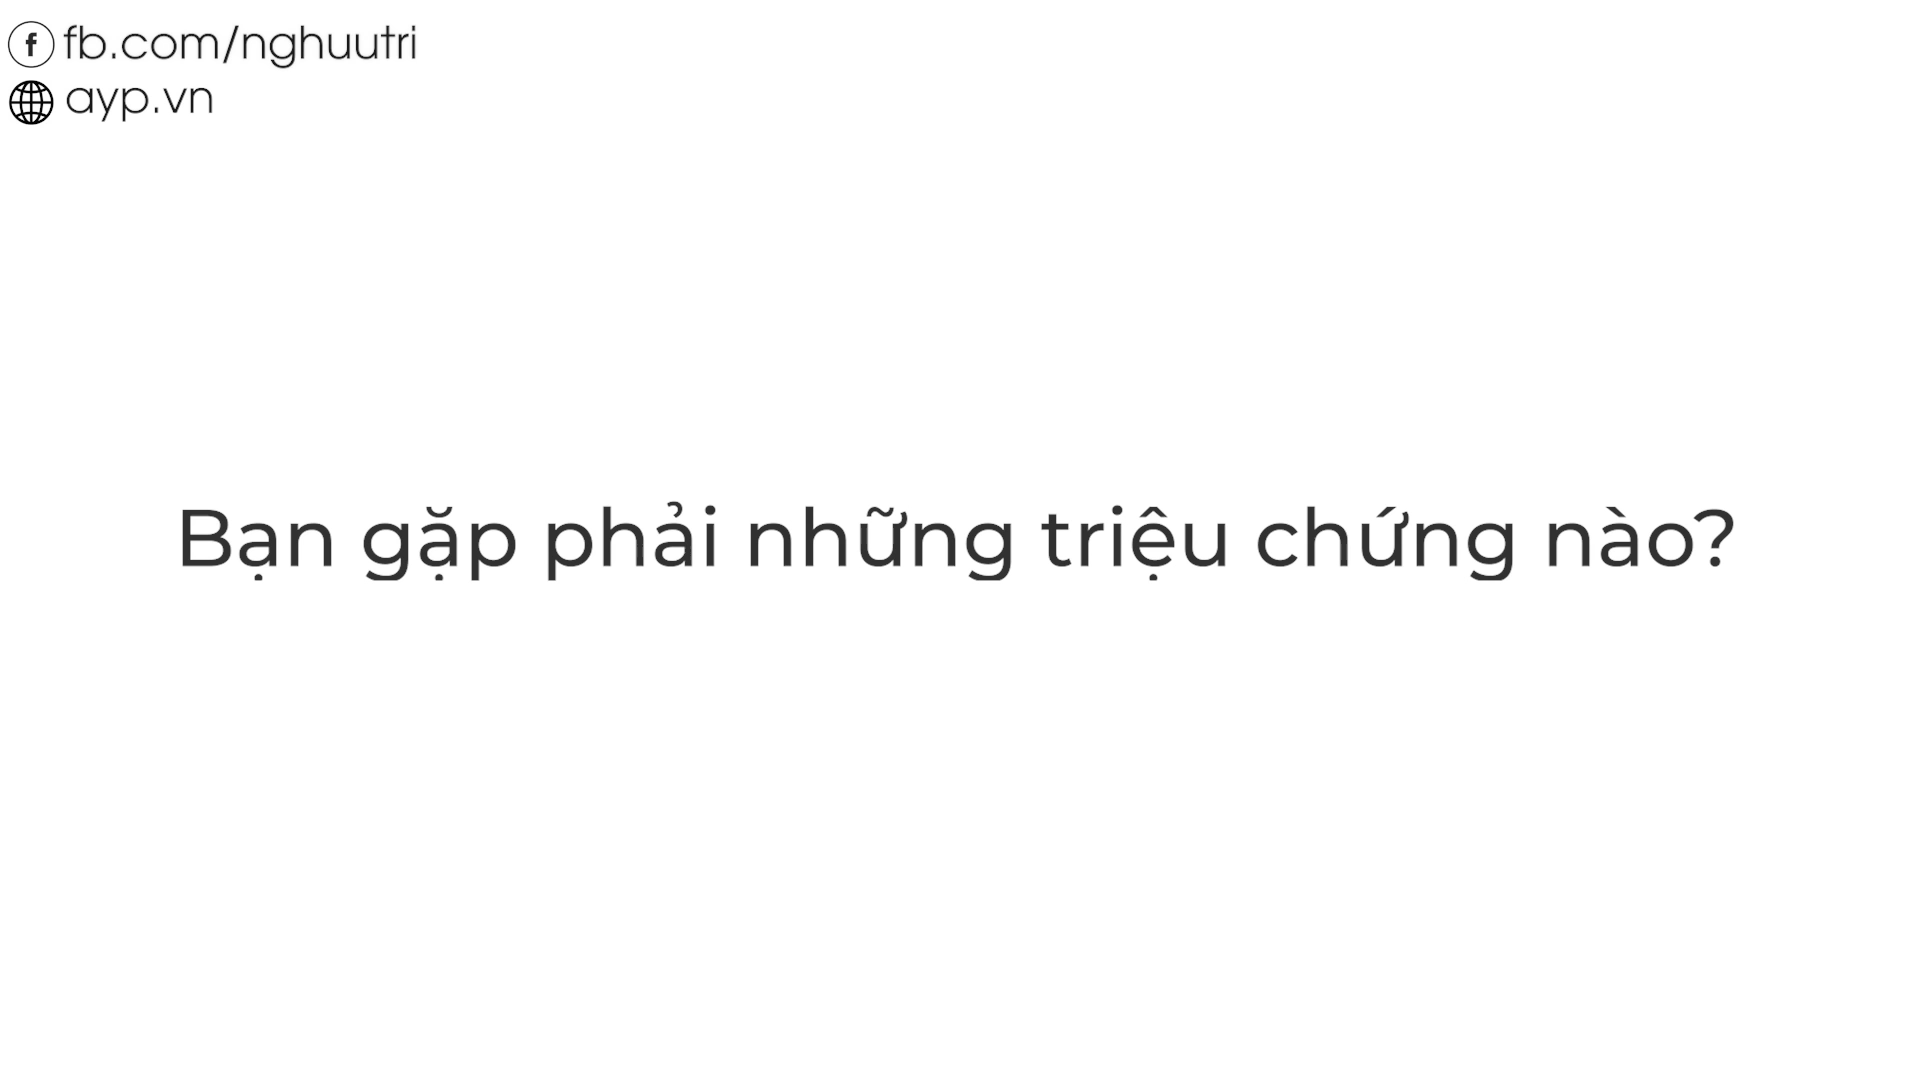 fb.com/nghuutri
ayp.vn
Bạn gặp phải những triệu chứng nào?